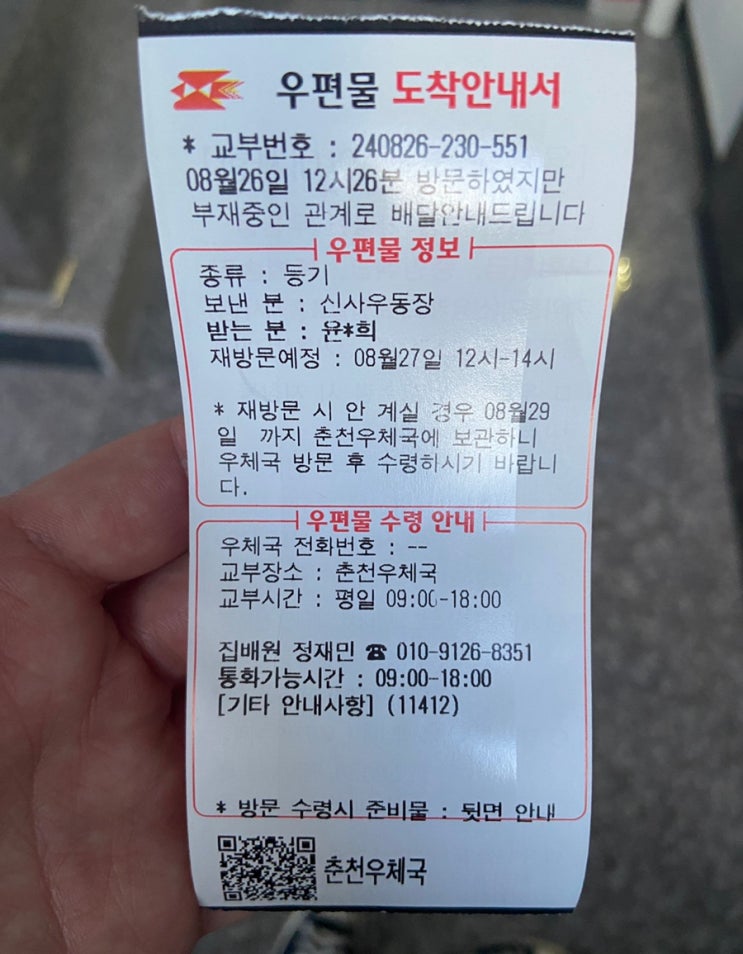 우편물 도착안내서
* 교부번호 : 240826-230-551
08월26일 12시26분 방문하였지만
부재중인 관계로 배달안내드립니다
우편물 정보
종류 : 등기
보낸 분 : 신사우동장
받는 분 : 윤*희
재방문예정 : 08월27일 12시-14시
* 재방문 시 안 계실 경우 08월29
일 까지 춘천우체국에 보관하니
우체국 방문 후 수령하시기 바랍니
다.
우편물 수령 안내
우체국 전화번호 : --
교부장소 : 춘천우체국
교부시간 : 평일 09:00-18:00
집배원 정재민 ☎ 010-9126-8351
통화가능시간 : 09:00-18:00
[기타 안내사항] (11412)
* 방문 수령시 준비물 : 뒷면 안내
춘천우체국